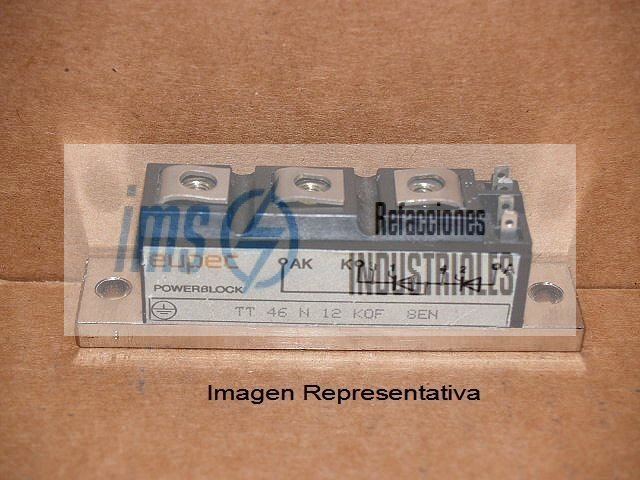 ims
Refacciones
INDUSTRIALES
eupec
AK K
POWERBLOCK
TT 46 N 12 KOF 8EN
Imagen Representativa